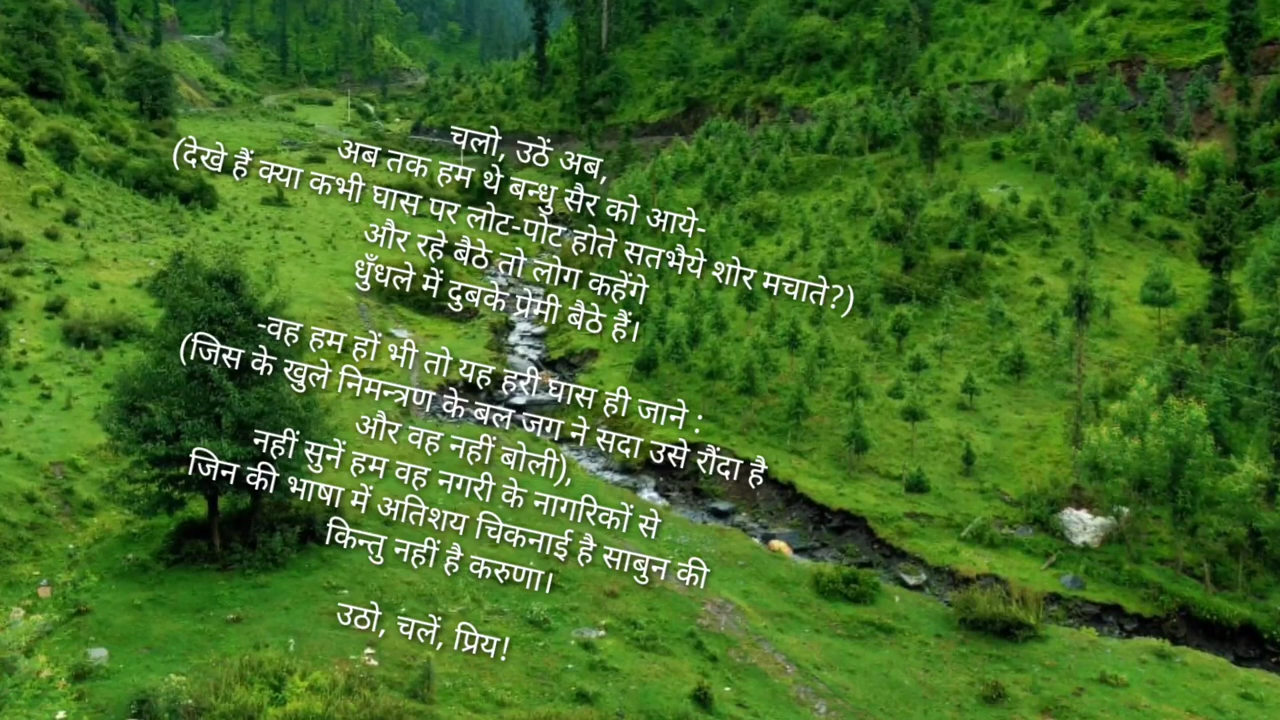 चलो, उठें अब,
अब तक हम थे बन्धु सैर को आये-
(देखे हैं क्या कभी घास पर लोट-पोट होते सतभैये शोर मचाते?)
और रहे बैठे तो लोग कहेंगे
धुँधले में दुबके प्रेमी बैठे हैं।
-वह हम हों भी तो यह हरी घास ही जाने :
(जिस के खुले निमन्त्रण के बल जग ने सदा उसे रौंदा है
और वह नहीं बोली),
नहीं सुनें हम वह नगरी के नागरिकों से
जिन की भाषा में अतिशय चिकनाई है साबुन की
किन्तु नहीं है करुणा।
उठो, चलें, प्रिय!